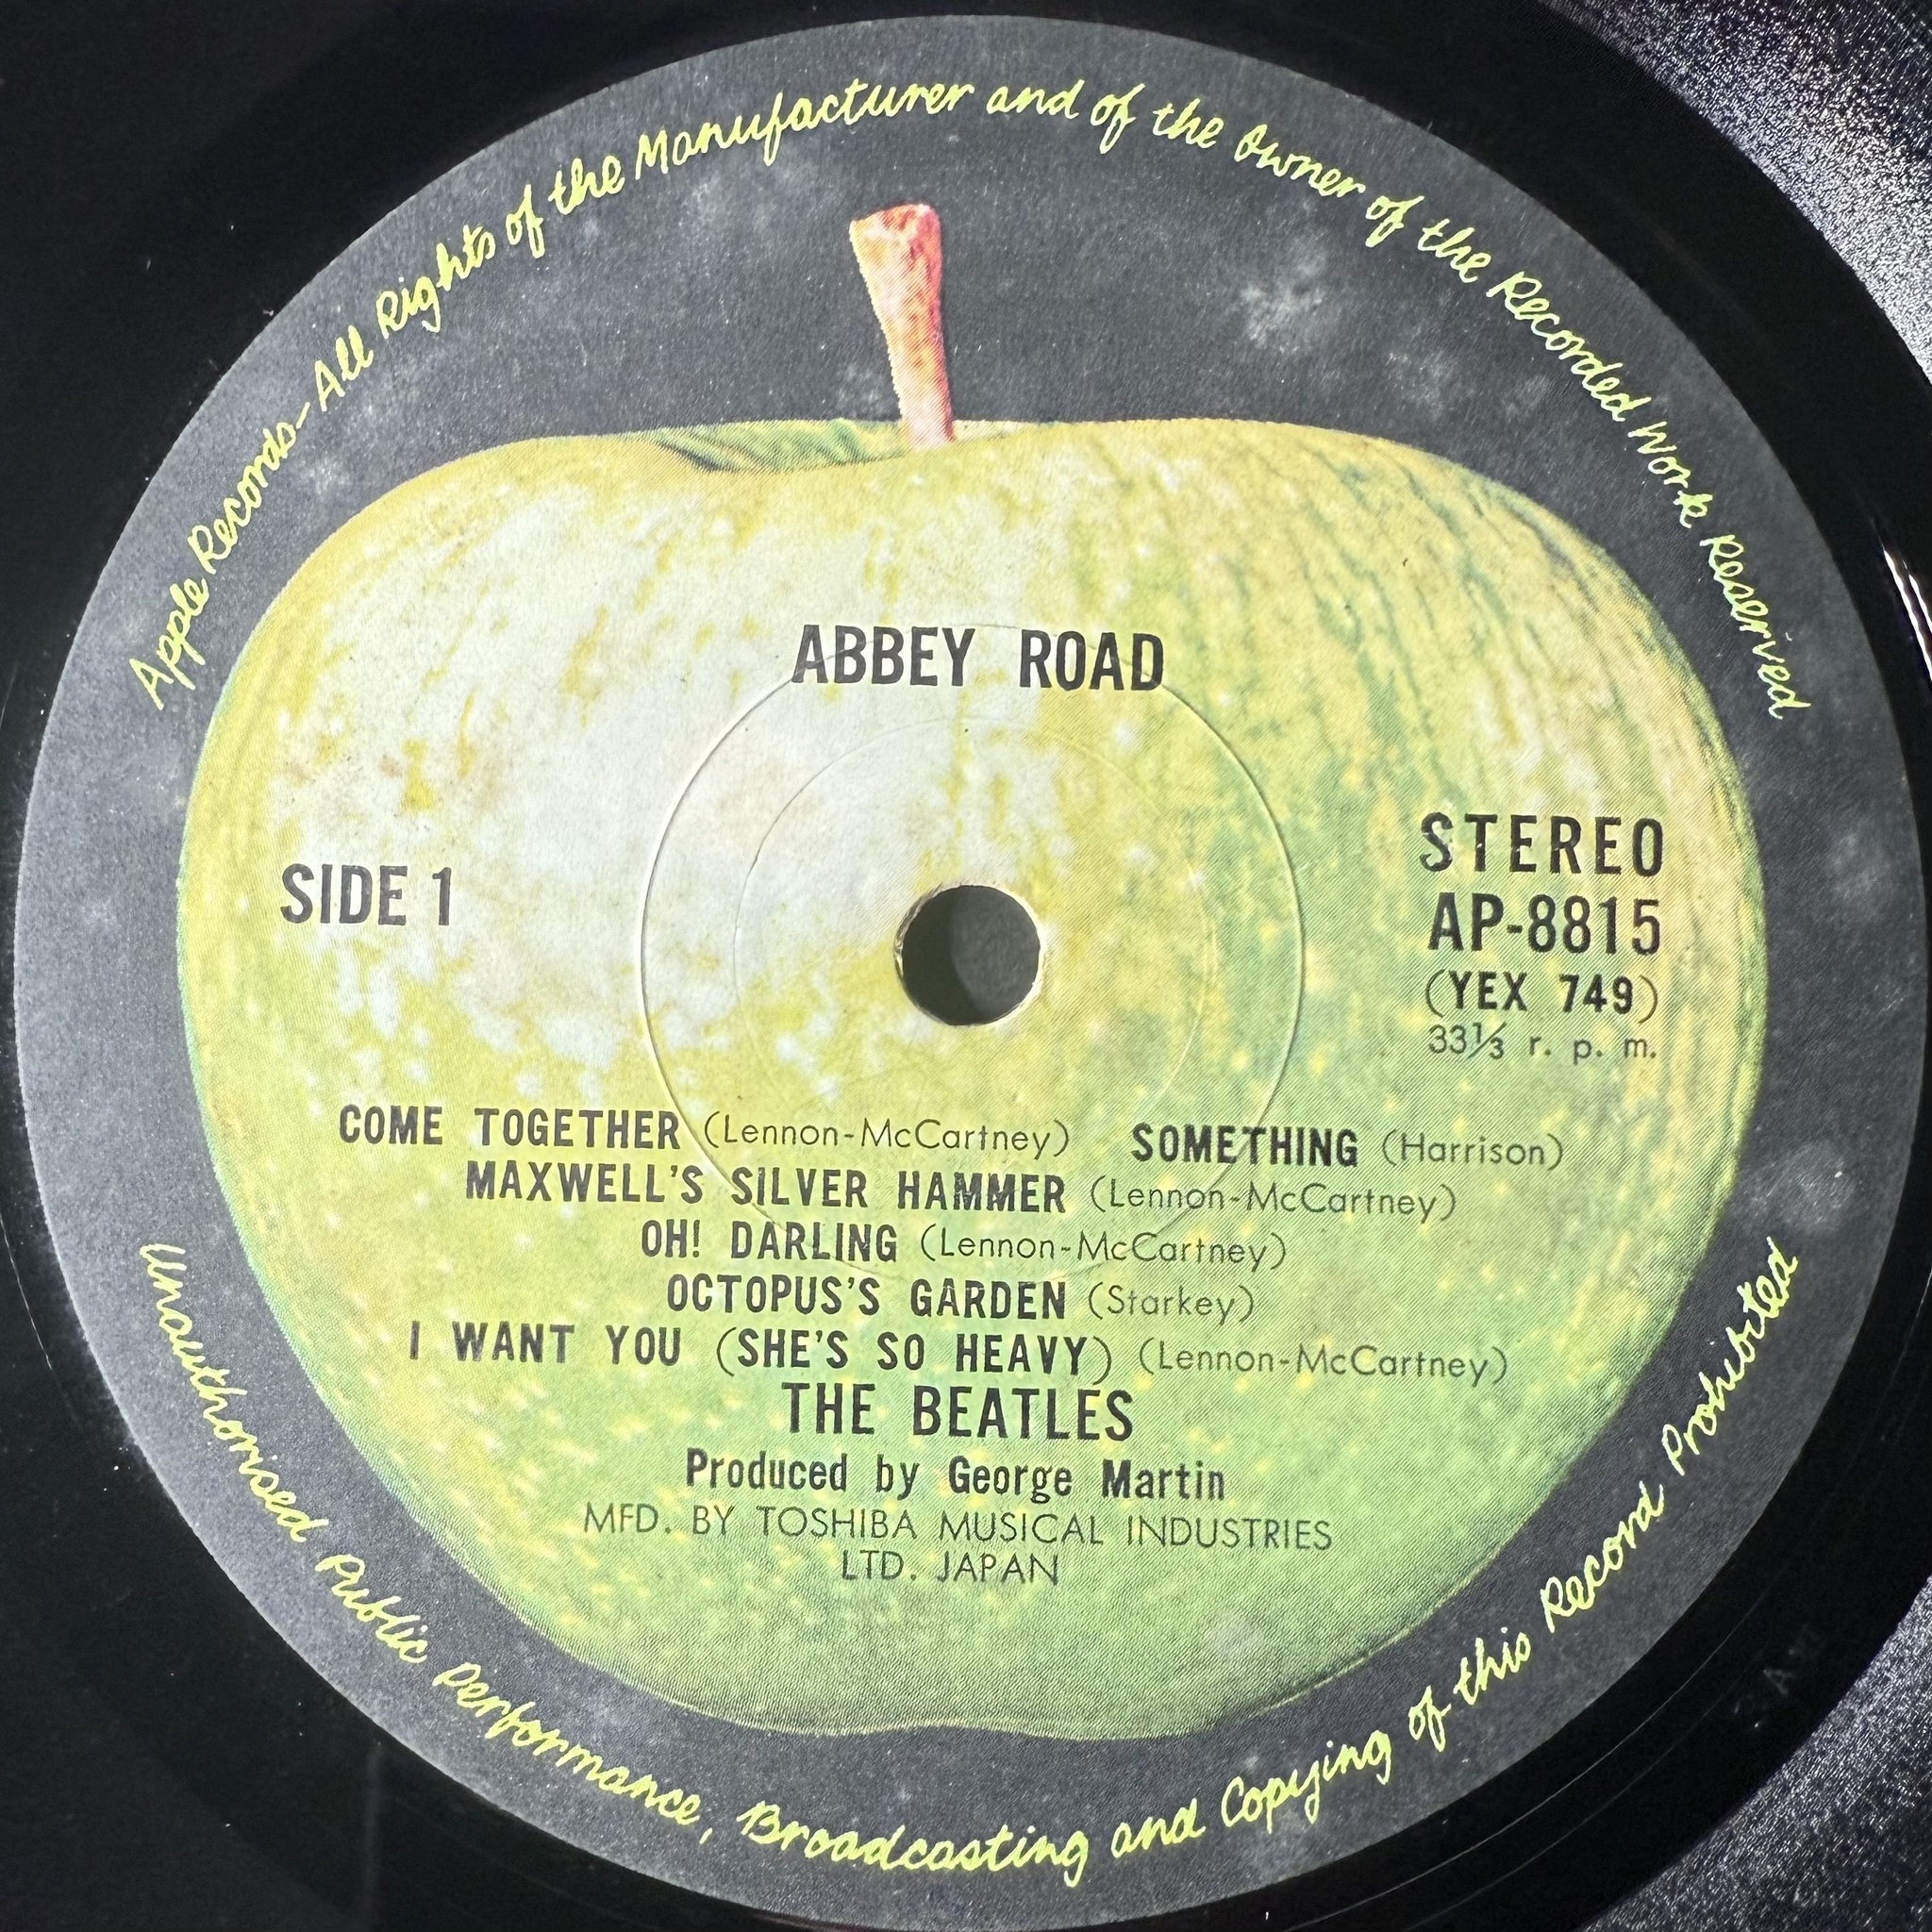 Apple Records—All Rights of the Manufacturer and of the Owner of the Recorded Work Reserved
ABBEY ROAD
SIDE 1
STEREO
AP-8815
(YEX 749)
33⅓ r. p. m.
COME TOGETHER (Lennon-McCartney) SOMETHING (Harrison)
MAXWELL'S SILVER HAMMER (Lennon-McCartney)
OH! DARLING (Lennon-McCartney)
OCTOPUS'S GARDEN (Starkey)
I WANT YOU (SHE'S SO HEAVY) (Lennon-McCartney)
THE BEATLES
Produced by George Martin
MFD. BY TOSHIBA MUSICAL INDUSTRIES
LTD. JAPAN
Unauthorised Public Performance, Broadcasting and Copying of this Record Prohibited